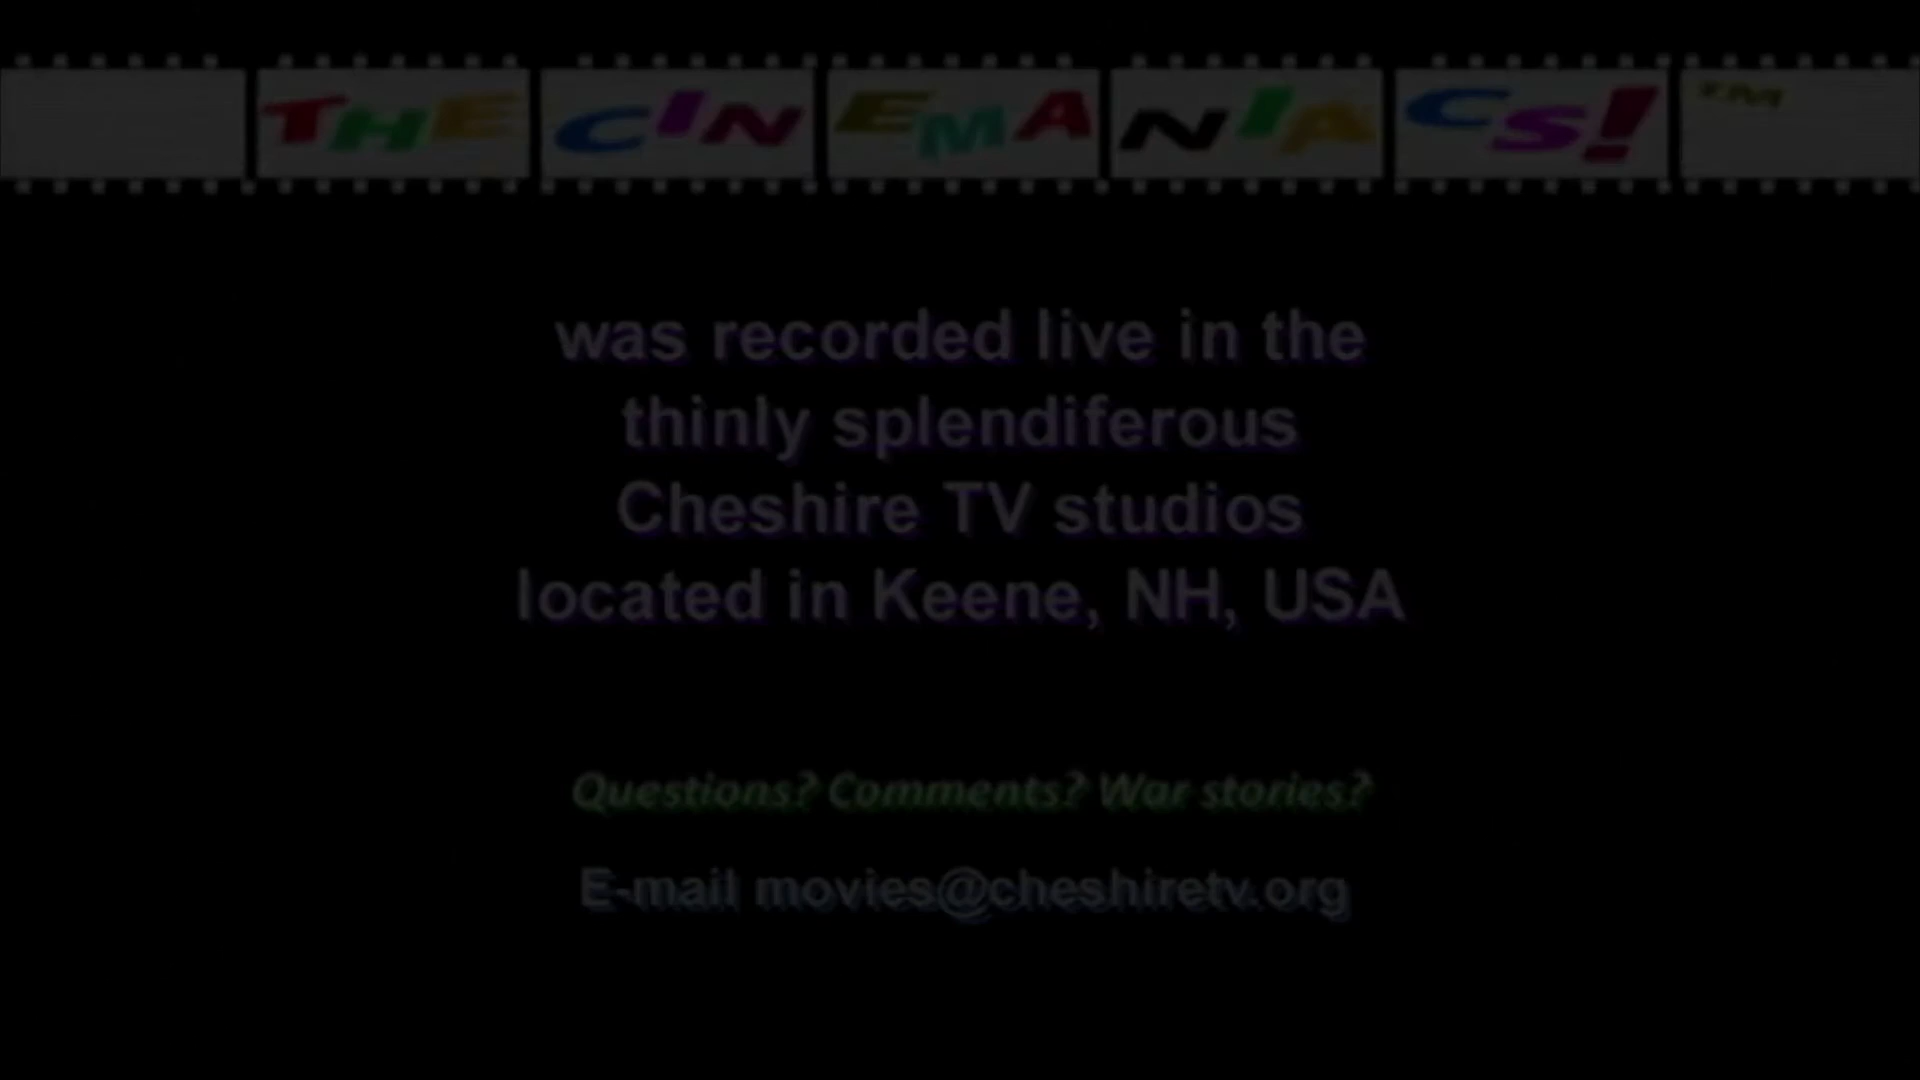 THE CINEMANIACS! TM
was recorded live in the
thinly splendiferous
Cheshire TV studios
located in Keene, NH, USA
Questions? Comments? War stories?
E-mail movies@cheshiretv.org